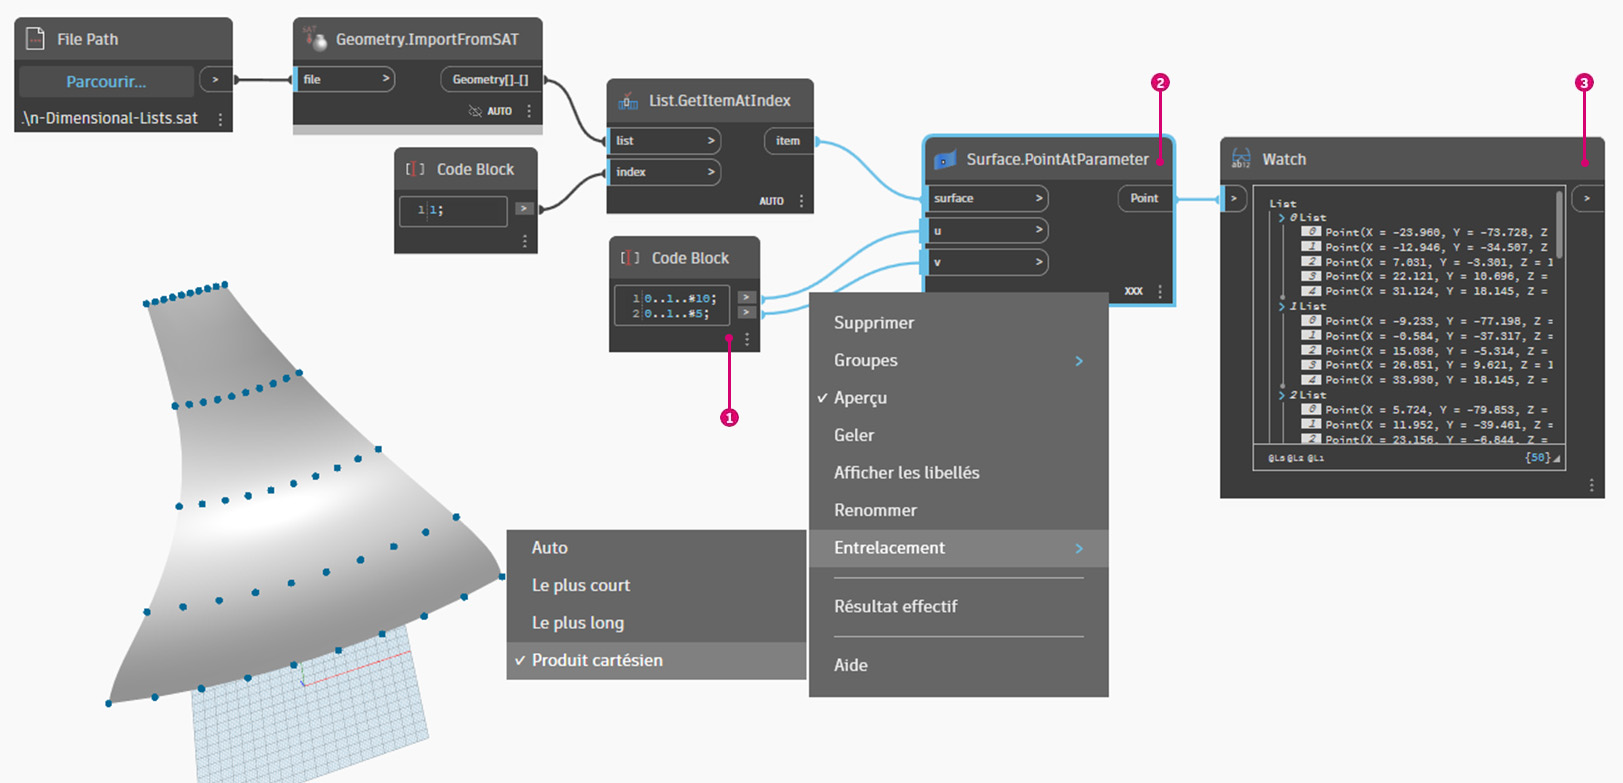 File Path
Parcourir...
>
.\n-Dimensional-Lists.sat
SAT
Geometry.ImportFromSAT
file >
Geometry[]..[]
AUTO
Code Block
1 1;
>
List.GetItemAtIndex
list >
item
index >
AUTO
Code Block
1 0..1..#10; >
2 0..1..#5; >
1
2
Surface.PointAtParameter
surface >
Point
u >
v >
XXX
3
ab12
Watch
>
>
List
0 List
0 Point(X = -23.960, Y = -73.728, Z
1 Point(X = -12.946, Y = -34.507, Z
2 Point(X = 7.031, Y = -3.301, Z = 1
3 Point(X = 22.121, Y = 10.696, Z =
4 Point(X = 31.124, Y = 18.145, Z =
1 List
0 Point(X = -9.233, Y = -77.198, Z =
1 Point(X = -0.584, Y = -37.317, Z =
2 Point(X = 15.036, Y = -5.314, Z =
3 Point(X = 26.851, Y = 9.621, Z = 1
4 Point(X = 33.930, Y = 18.145, Z =
2 List
0 Point(X = 5.724, Y = -79.853, Z =
1 Point(X = 11.952, Y = -39.461, Z =
2 Point(X = 23.156, Y = -6.844, Z =
@L3 @L2 @L1
{50}
Supprimer
Groupes >
✓ Aperçu
Geler
Afficher les libellés
Renommer
Entrelacement >
Résultat effectif
Aide
Auto
Le plus court
Le plus long
✓ Produit cartésien